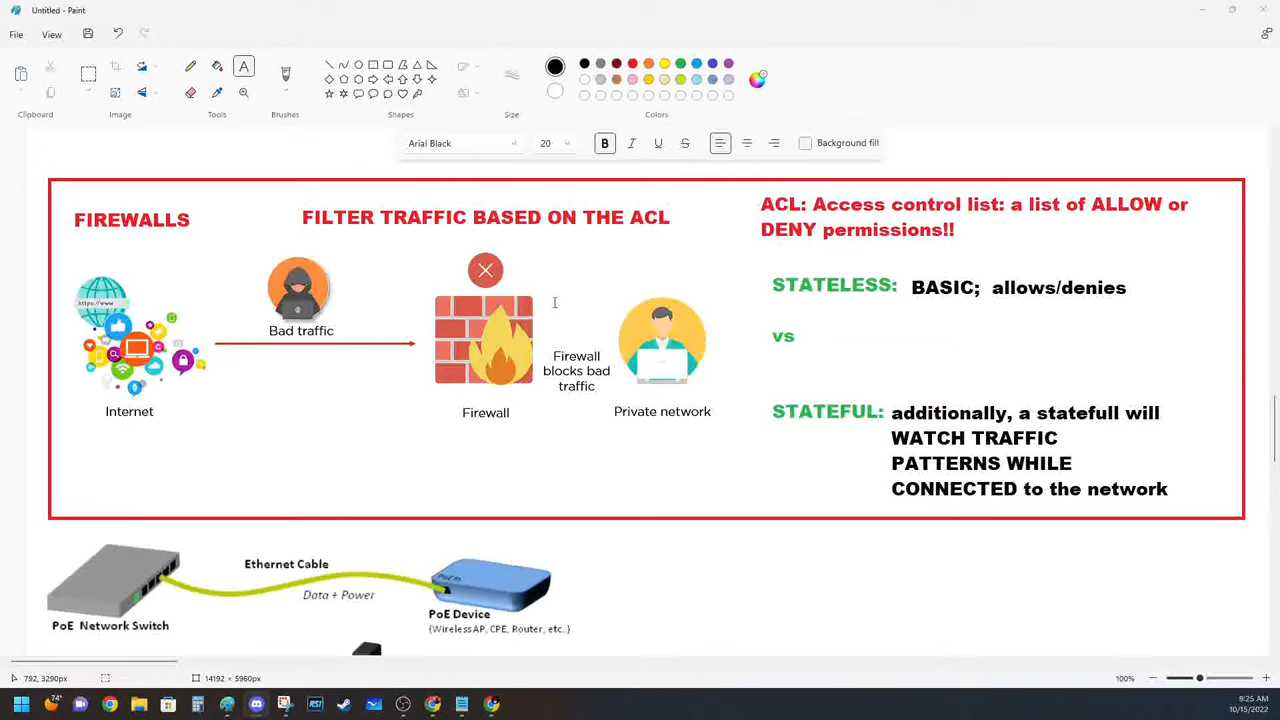 Untitled - Paint
File
View
Clipboard
Image
Tools
Brushes
Shapes
Size
Colors
Arial Black
20
B
I
U
S
Background fill
FIREWALLS
FILTER TRAFFIC BASED ON THE ACL
ACL: Access control list: a list of ALLOW or
DENY permissions!!
https://www
Bad traffic
Internet
Firewall
Firewall
blocks bad
traffic
Private network
STATELESS: BASIC; allows/denies
vs
STATEFUL: additionally, a statefull will
WATCH TRAFFIC
PATTERNS WHILE
CONNECTED to the network
Ethernet Cable
Data + Power
PoE Network Switch
PoE Device
(Wireless AP, CPE, Router, etc..)
792, 3290px
14192 × 5960px
100%
74°
9:25 AM
10/15/2022